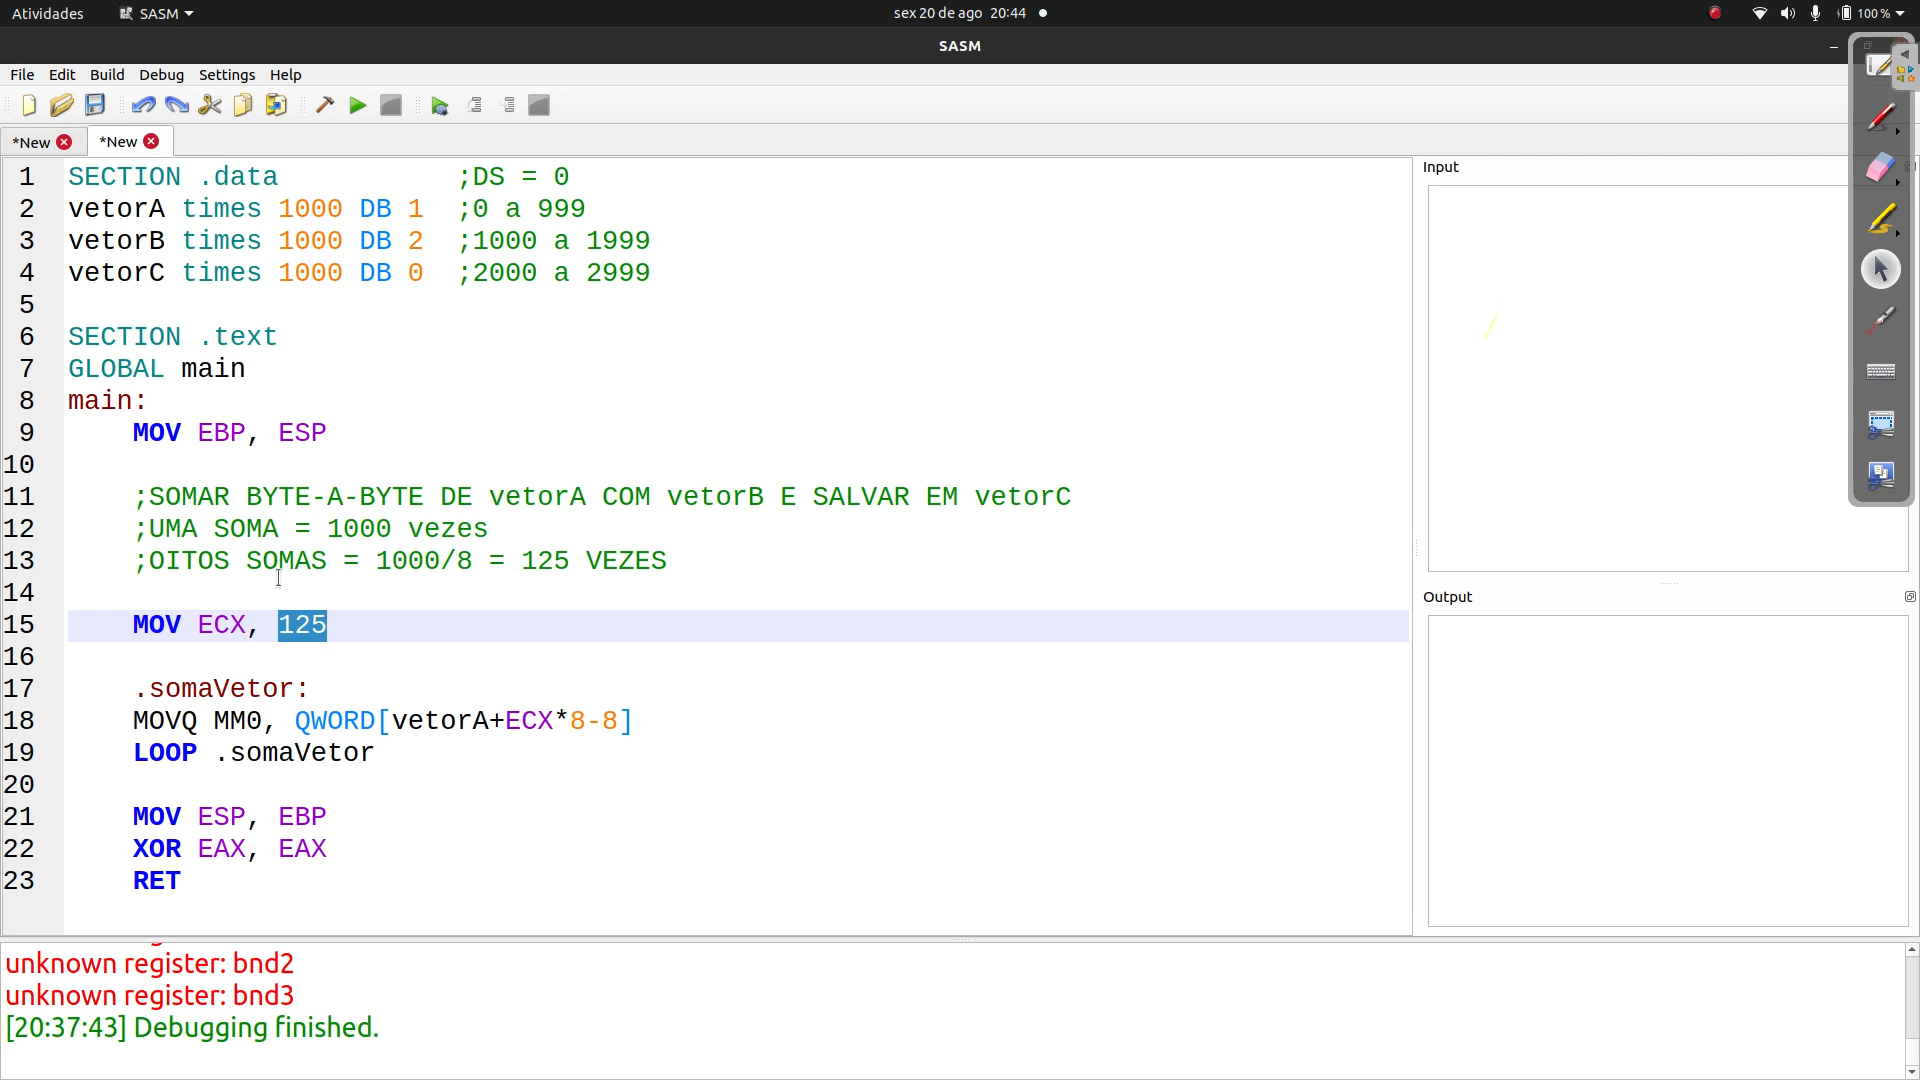 Atividades SASM sex 20 de ago 20:44 100 %
SASM
File Edit Build Debug Settings Help
*New *New
1 SECTION .data ;DS = 0
2 vetorA times 1000 DB 1 ;0 a 999
3 vetorB times 1000 DB 2 ;1000 a 1999
4 vetorC times 1000 DB 0 ;2000 a 2999
5
6 SECTION .text
7 GLOBAL main
8 main:
9 MOV EBP, ESP
10
11 ;SOMAR BYTE-A-BYTE DE vetorA COM vetorB E SALVAR EM vetorC
12 ;UMA SOMA = 1000 vezes
13 ;OITOS SOMAS = 1000/8 = 125 VEZES
14
15 MOV ECX, 125
16
17 .somaVetor:
18 MOVQ MM0, QWORD[vetorA+ECX*8-8]
19 LOOP .somaVetor
20
21 MOV ESP, EBP
22 XOR EAX, EAX
23 RET
Input
Output
unknown register: bnd2
unknown register: bnd3
[20:37:43] Debugging finished.